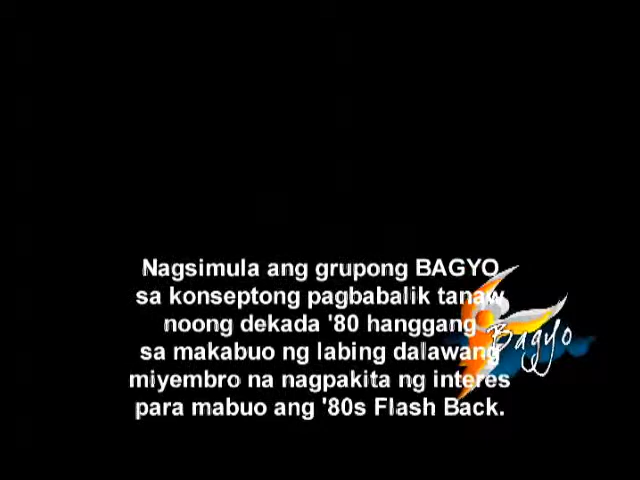 Nagsimula ang grupong BAGYO
sa konseptong pagbabalik tanaw
noong dekada '80 hanggang
sa makabuo ng labing dalawang
miyembro na nagpakita ng interes
para mabuo ang '80s Flash Back.
Bagyo